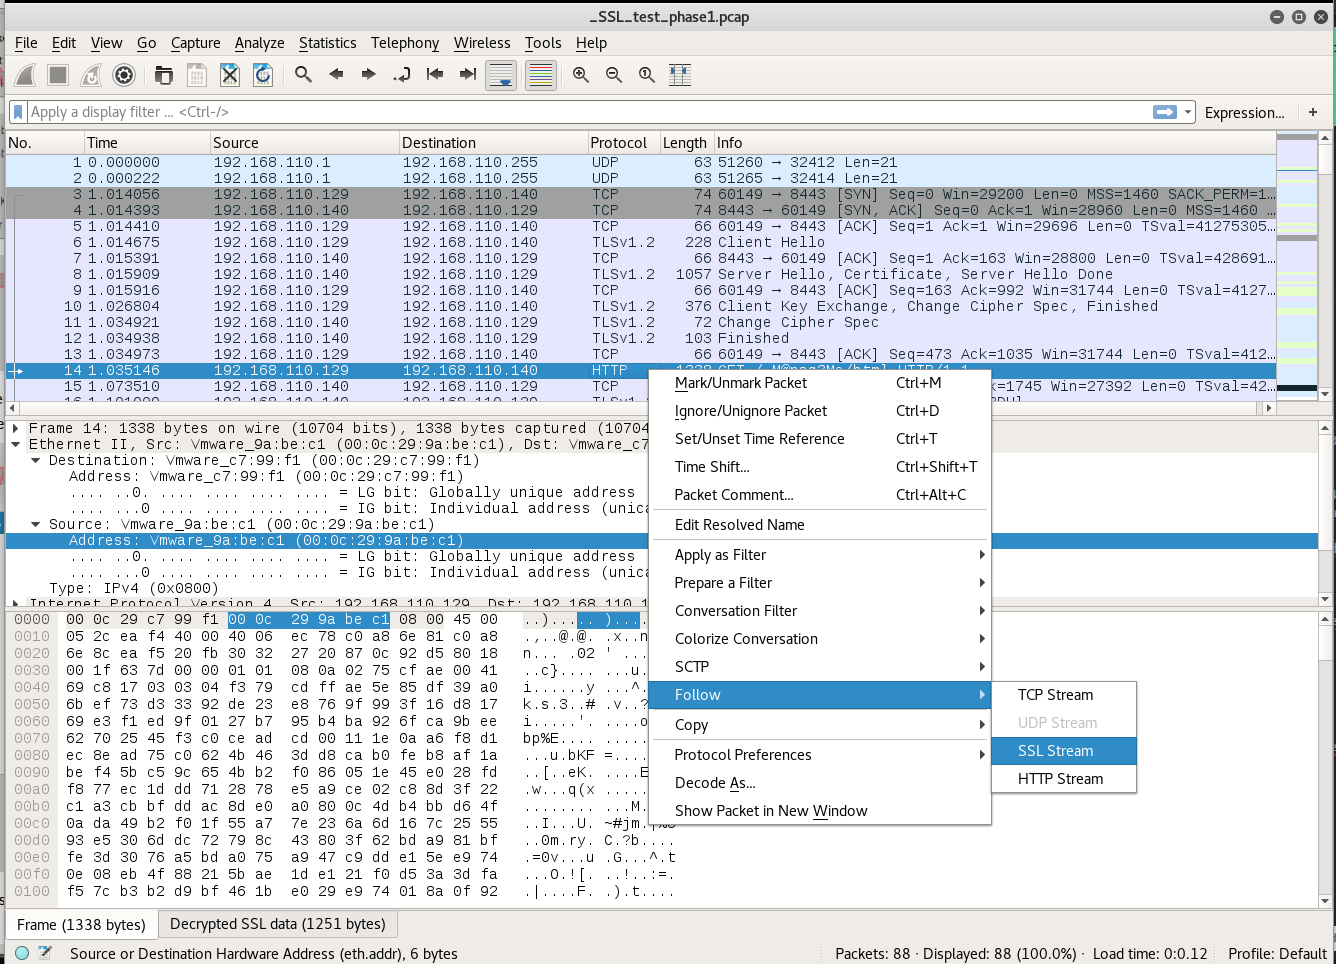 _SSL_test_phase1.pcap
File Edit View Go Capture Analyze Statistics Telephony Wireless Tools Help
Apply a display filter ... <Ctrl-/> Expression... +
No. Time Source Destination Protocol Length Info
1 0.000000 192.168.110.1 192.168.110.255 UDP 63 51260 → 32412 Len=21
2 0.000222 192.168.110.1 192.168.110.255 UDP 63 51265 → 32414 Len=21
3 1.014056 192.168.110.129 192.168.110.140 TCP 74 60149 → 8443 [SYN] Seq=0 Win=29200 Len=0 MSS=1460 SACK_PERM=1...
4 1.014393 192.168.110.140 192.168.110.129 TCP 74 8443 → 60149 [SYN, ACK] Seq=0 Ack=1 Win=28960 Len=0 MSS=1460 ...
5 1.014410 192.168.110.129 192.168.110.140 TCP 66 60149 → 8443 [ACK] Seq=1 Ack=1 Win=29696 Len=0 TSval=41275305...
6 1.014675 192.168.110.129 192.168.110.140 TLSv1.2 228 Client Hello
7 1.015391 192.168.110.140 192.168.110.129 TCP 66 8443 → 60149 [ACK] Seq=1 Ack=163 Win=28800 Len=0 TSval=428691...
8 1.015909 192.168.110.140 192.168.110.129 TLSv1.2 1057 Server Hello, Certificate, Server Hello Done
9 1.015916 192.168.110.129 192.168.110.140 TCP 66 60149 → 8443 [ACK] Seq=163 Ack=992 Win=31744 Len=0 TSval=4127...
10 1.026804 192.168.110.129 192.168.110.140 TLSv1.2 376 Client Key Exchange, Change Cipher Spec, Finished
11 1.034921 192.168.110.140 192.168.110.129 TLSv1.2 72 Change Cipher Spec
12 1.034938 192.168.110.140 192.168.110.129 TLSv1.2 103 Finished
13 1.034973 192.168.110.129 192.168.110.140 TCP 66 60149 → 8443 [ACK] Seq=473 Ack=1035 Win=31744 Len=0 TSval=412...
14 1.035146 192.168.110.129 192.168.110.140 HTTP
15 1.073510 192.168.110.140 192.168.110.129 TCP k=1745 Win=27392 Len=0 TSval=42...
Mark/Unmark Packet Ctrl+M
Ignore/Unignore Packet Ctrl+D
Set/Unset Time Reference Ctrl+T
Time Shift... Ctrl+Shift+T
Packet Comment... Ctrl+Alt+C
Edit Resolved Name
Apply as Filter
Prepare a Filter
Conversation Filter
Colorize Conversation
SCTP
Follow
Copy
Protocol Preferences
Decode As...
Show Packet in New Window
TCP Stream
UDP Stream
SSL Stream
HTTP Stream
Frame 14: 1338 bytes on wire (10704 bits), 1338 bytes captured (10704
Ethernet II, Src: Vmware_9a:be:c1 (00:0c:29:9a:be:c1), Dst: Vmware_c7
Destination: Vmware_c7:99:f1 (00:0c:29:c7:99:f1)
Address: Vmware_c7:99:f1 (00:0c:29:c7:99:f1)
.... ..0. .... .... .... .... = LG bit: Globally unique address
.... ...0 .... .... .... .... = IG bit: Individual address (unica
Source: Vmware_9a:be:c1 (00:0c:29:9a:be:c1)
Address: Vmware_9a:be:c1 (00:0c:29:9a:be:c1)
.... ..0. .... .... .... .... = LG bit: Globally unique address
.... ...0 .... .... .... .... = IG bit: Individual address (unica
Type: IPv4 (0x0800)
Internet Protocol Version 4, Src: 192.168.110.129, Dst: 192.168.110.1
0000 00 0c 29 c7 99 f1 00 0c 29 9a be c1 08 00 45 00 ..)..... )....
0010 05 2c ea f4 40 00 40 06 ec 78 c0 a8 6e 81 c0 a8 .,..@.@. .x..n
0020 6e 8c ea f5 20 fb 30 32 27 20 87 0c 92 d5 80 18 n... .02 ' ...
0030 00 1f 63 7d 00 00 01 01 08 0a 02 75 cf ae 00 41 ..c}.... ...u.
0040 69 c8 17 03 03 04 f3 79 cd ff ae 5e 85 df 39 a0 i......y ...^.
0050 6b ef 73 d3 33 92 de 23 e8 76 9f 99 3f 16 d8 17 k.s.3..# .v..?
0060 69 e3 f1 ed 9f 01 27 b7 95 b4 ba 92 6f ca 9b ee i.....'. ....o
0070 62 70 25 45 f3 c0 ce ad cd 00 11 1e 0a a6 f8 d1 bp%E.... ......
0080 ec 8e ad 75 c0 62 4b 46 3d d8 ca b0 fe b8 af 1a ...u.bKF =.....
0090 be f4 5b c5 9c 65 4b b2 f0 86 05 1e 45 e0 28 fd ..[..eK. ....E
00a0 f8 77 ec 1d dd 71 28 78 e5 a9 ce 02 c8 8d 3f 22 .w...q(x ......
00b0 c1 a3 cb bf dd ac 8d e0 a0 80 0c 4d b4 bb d6 4f ........ ...M.
00c0 0a da 49 b2 f0 1f 55 a7 7e 23 6a 6d 16 7c 25 55 ..I...U. ~#jm.|%U
00d0 93 e5 30 6d dc 72 79 8c 43 80 3f 62 bd a9 81 bf ..0m.ry. C.?b....
00e0 fe 3d 30 76 a5 bd a0 75 a9 47 c9 dd e1 5e e9 74 .=0v...u .G...^.t
00f0 0e 08 eb 4f 88 21 5b ae 1d e1 21 f0 d5 3a 3d fa ...O.![. ..!..:=.
0100 f5 7c b3 b2 d9 bf 46 1b e0 29 e9 74 01 8a 0f 92 .|....F. .).t....
Frame (1338 bytes) Decrypted SSL data (1251 bytes)
Source or Destination Hardware Address (eth.addr), 6 bytes Packets: 88 · Displayed: 88 (100.0%) · Load time: 0:0.12 Profile: Default